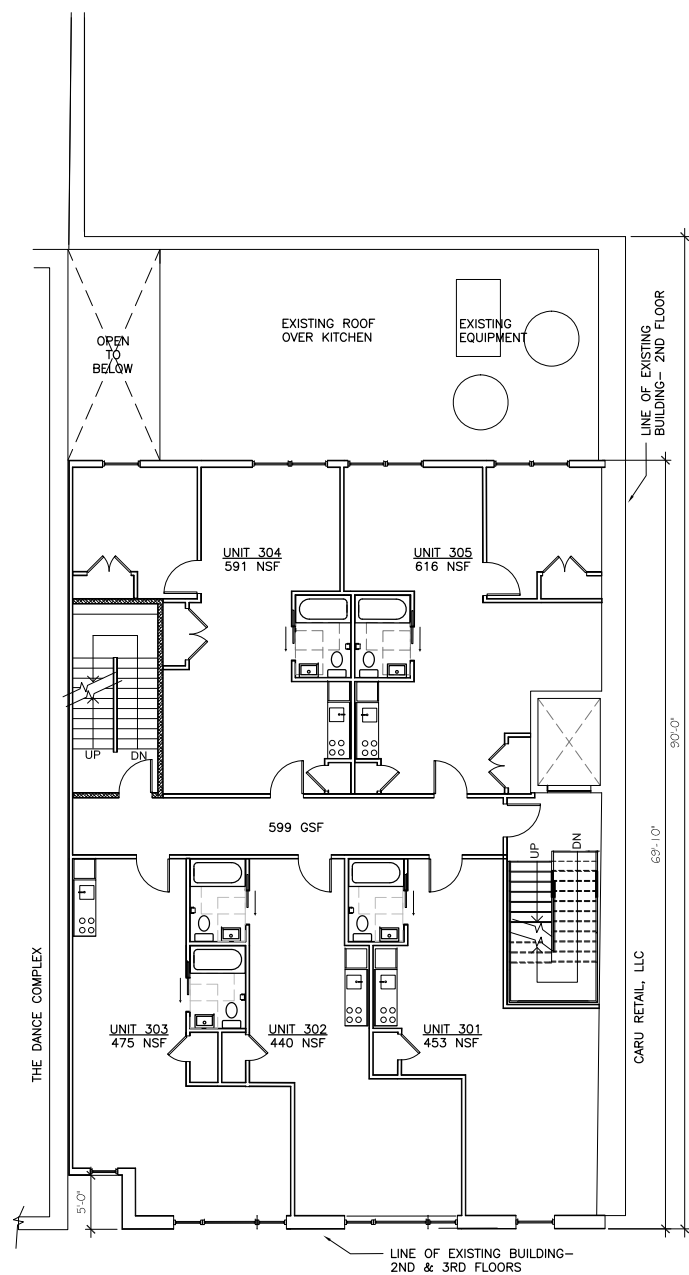 OPEN
TO
BELOW
EXISTING ROOF
OVER KITCHEN
EXISTING
EQUIPMENT
LINE OF EXISTING
BUILDING– 2ND FLOOR
UNIT 304
591 NSF
UNIT 305
616 NSF
UP
DN
599 GSF
UP
DN
90'-0"
69'-10"
THE DANCE COMPLEX
CARU RETAIL, LLC
UNIT 303
475 NSF
UNIT 302
440 NSF
UNIT 301
453 NSF
5'-0"
LINE OF EXISTING BUILDING–
2ND & 3RD FLOORS